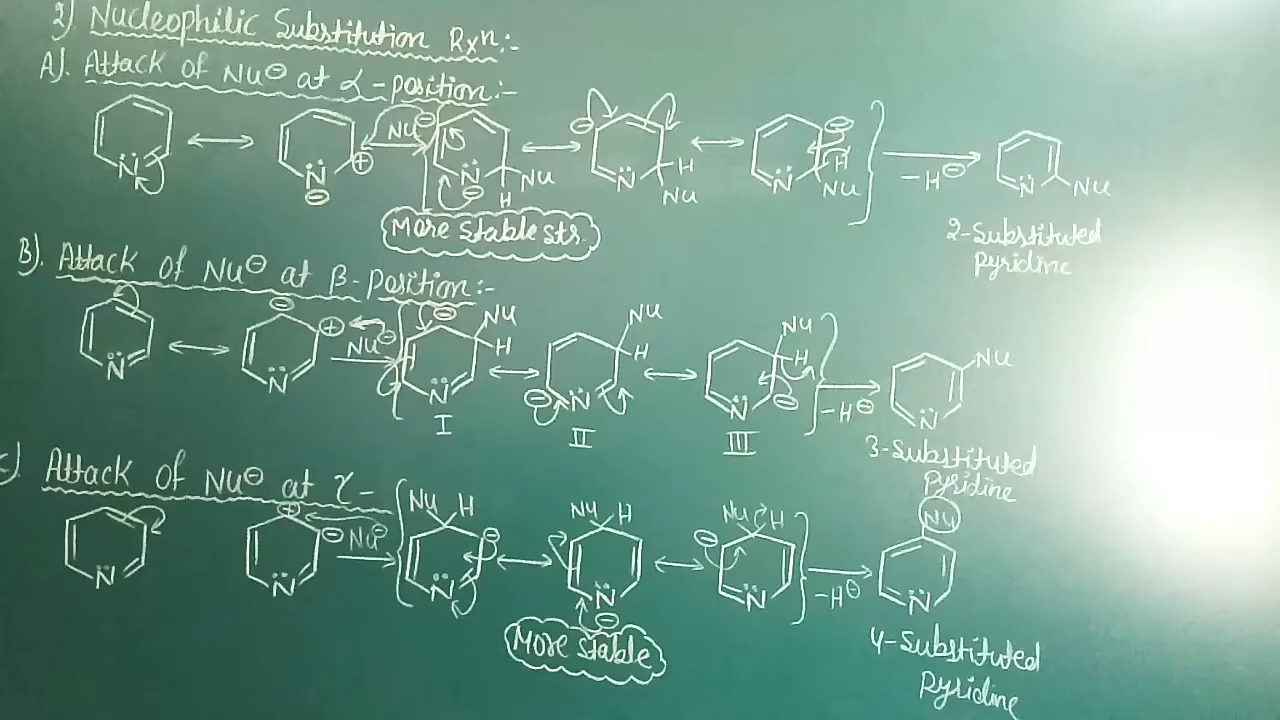 2) Nucleophilic Substitution Rxⁿ:-
A). Attack of Nu⊖ at α-position:-
N̈ N̈ ⊖ ⊕ Nu⊖ N̈ ⊖ H Nu ⊖ N̈ H Nu N̈ ⊖ H Nu -H⊖ N̈ Nu
More Stable str.
2-Substituted
pyridine
B). Attack of Nu⊖ at β-position:-
N̈ ⊖ ⊕ N̈ Nu⊖ ⊖ Nu H N̈ Nu H ⊖ N̈ Nu H ⊖ N̈ -H⊖ Nu N̈
I II III
3-Substituted
Pyridine
C). Attack of Nu⊖ at γ-
N̈ ⊕ ⊖ N̈ Nu⊖ Nu H ⊖ N̈ Nu H N̈ ⊖ Nu H ⊖ N̈ -H⊖ Nu N̈
More stable
4-Substituted
pyridine